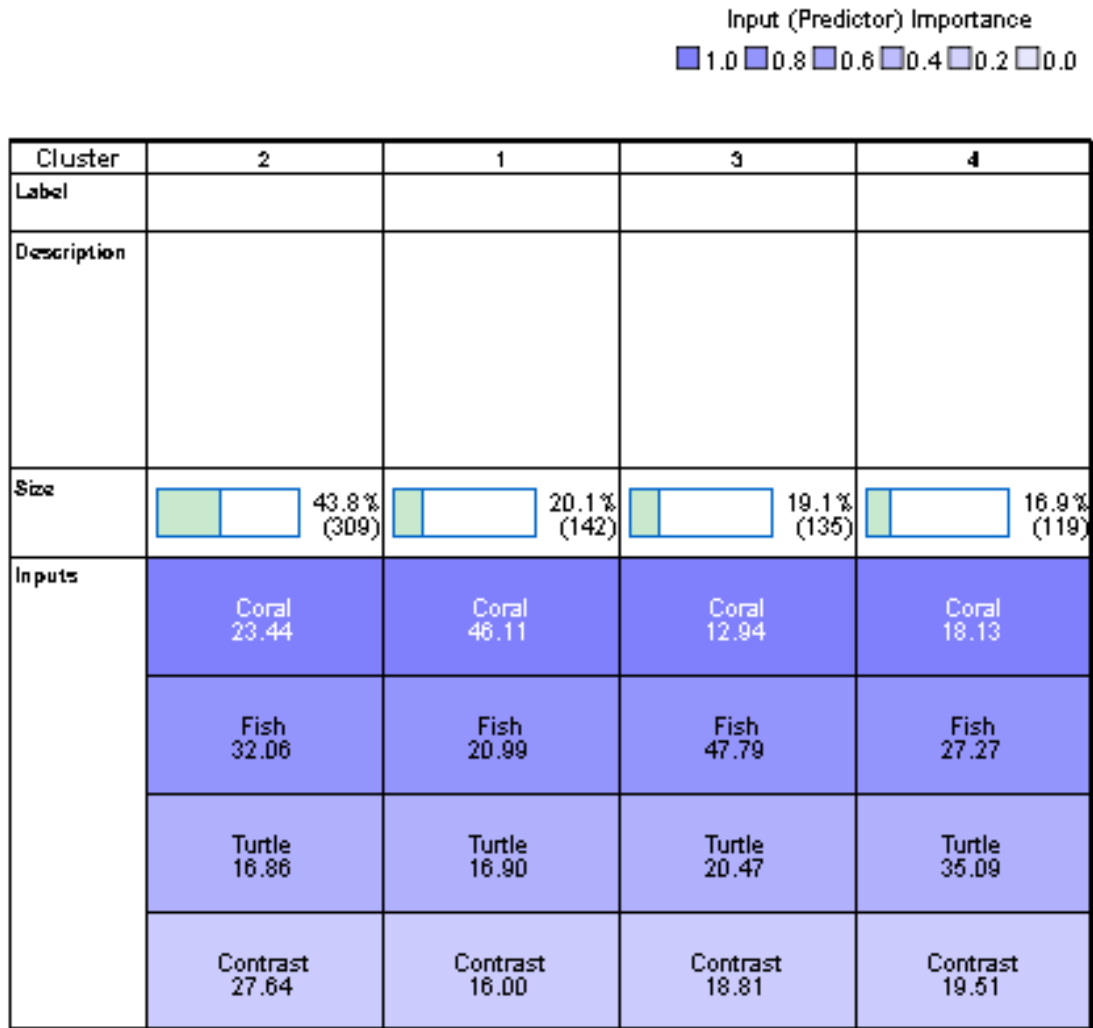 Input (Predictor) Importance
1.0 0.8 0.6 0.4 0.2 0.0
Cluster 2 1 3 4
Label
Description
Size
43.8% 20.1% 19.1% 16.9%
(309) (142) (135) (119)
Inputs
Coral Coral Coral Coral
23.44 46.11 12.94 18.13
Fish Fish Fish Fish
32.06 20.99 47.79 27.27
Turtle Turtle Turtle Turtle
16.86 16.90 20.47 35.09
Contrast Contrast Contrast Contrast
27.64 16.00 18.81 19.51